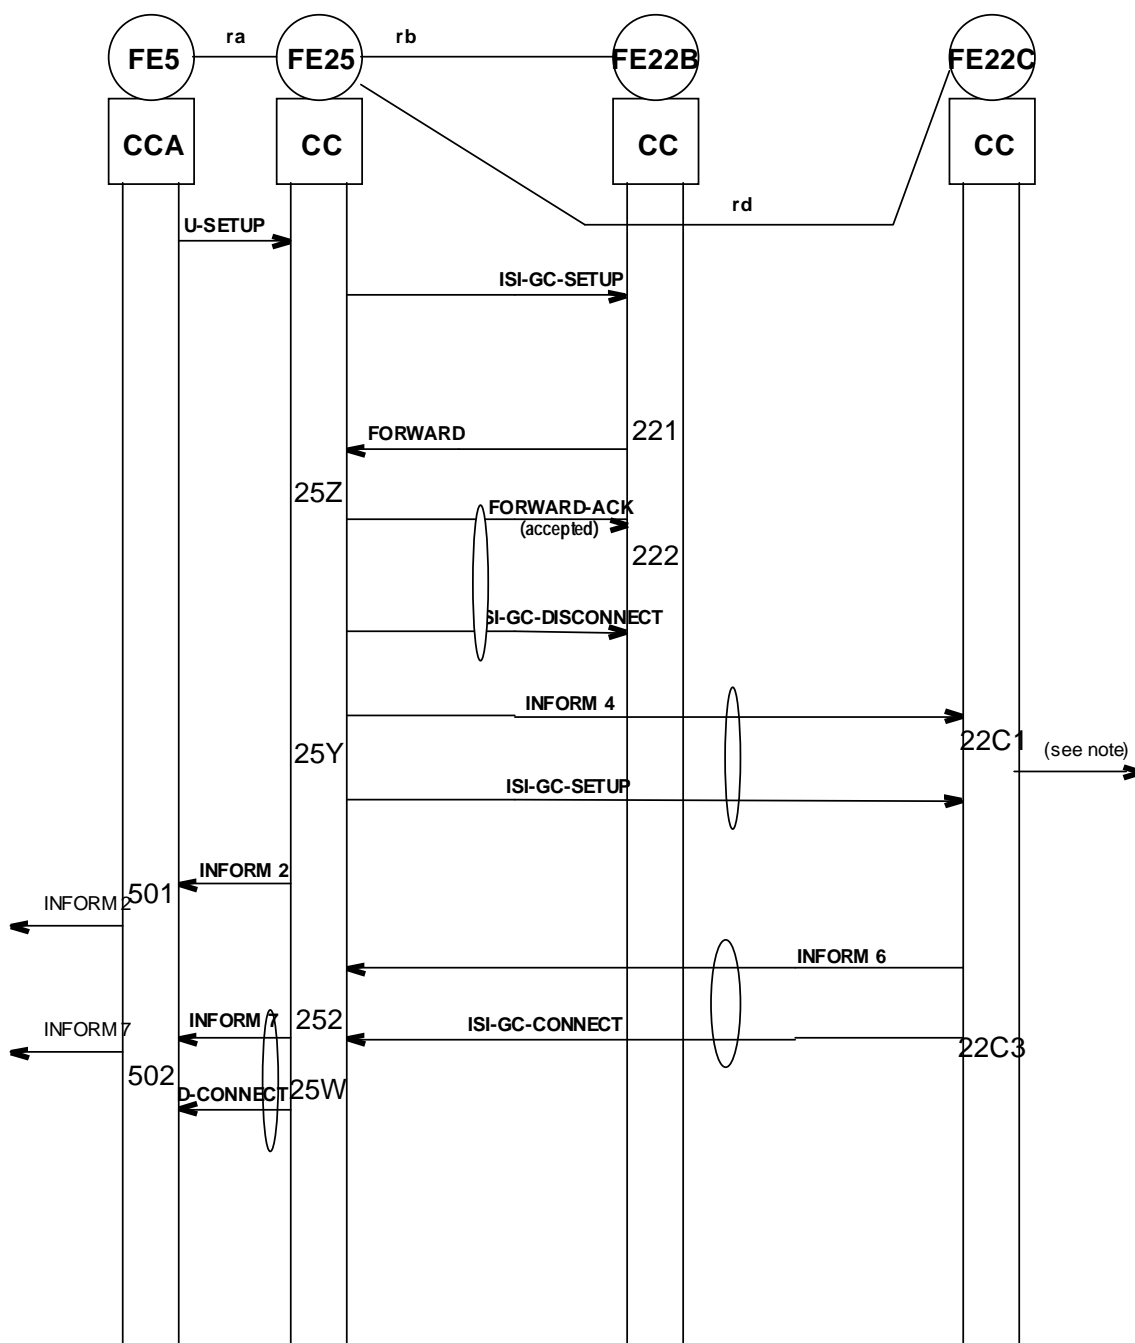 ra
rb
FE5
FE25
FE22B
FE22C
CCA
CC
CC
CC
rd
U-SETUP
ISI-GC-SETUP
221
FORWARD
25Z
FORWARD-ACK
(accepted)
222
SI-GC-DISCONNECT
INFORM 4
22C1
(see note)
25Y
ISI-GC-SETUP
INFORM 2
501
INFORM 2
INFORM 6
252
INFORM 7
INFORM 7
ISI-GC-CONNECT
22C3
502
D-CONNECT
25W